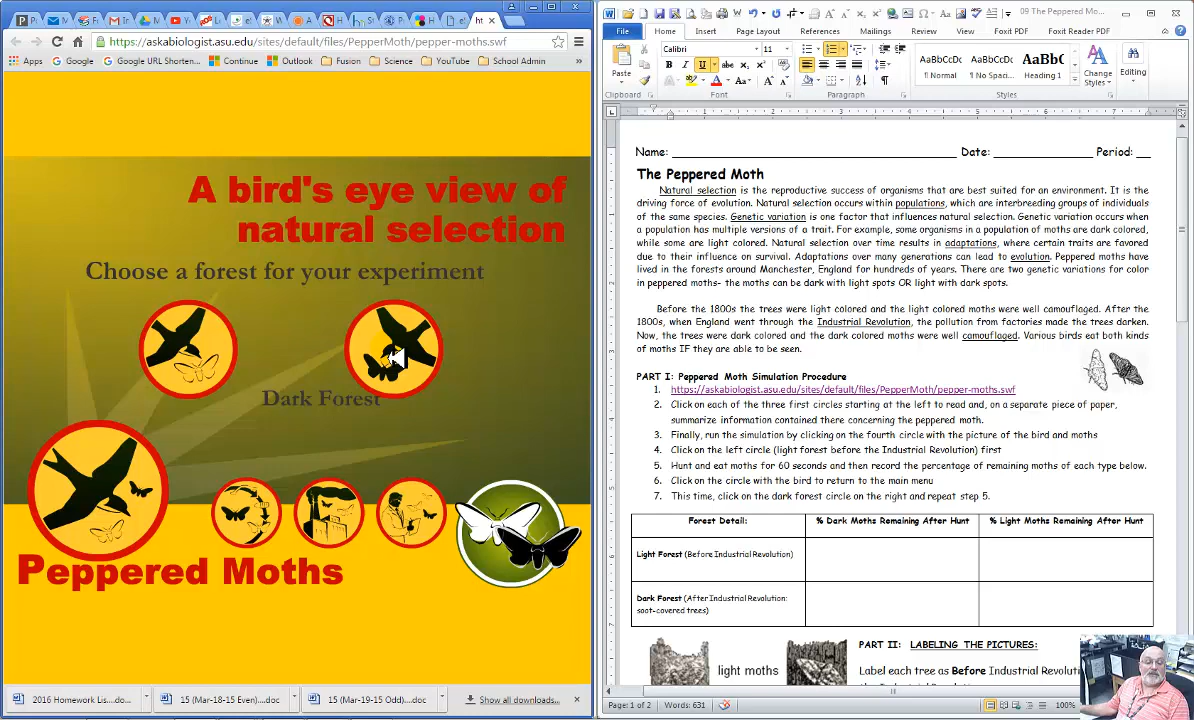 https://askabiologist.asu.edu/sites/default/files/PepperMoth/pepper-moths.swf
Apps Google Google URL Shorten... Continue Outlook Fusion Science YouTube School Admin »
A bird's eye view of
natural selection
Choose a forest for your experiment
Dark Forest
Peppered Moths
2016 Homework Lis....doc
15 (Mar-18-15 Even)....doc
15 (Mar-19-15 Odd)....doc
Show all downloads...
09 The Peppered Mo...
File Home Insert Page Layout References Mailings Review View Foxit PDF Foxit Reader PDF
Paste
Calibri 11
B I U abc x₂ x²
AaBbCcDc AaBbCcDc AaBbC
¶ Normal ¶ No Spaci... Heading 1
Change Styles
Editing
Clipboard Font Paragraph Styles
Name: ______ Date: ______ Period: __
The Peppered Moth
Natural selection is the reproductive success of organisms that are best suited for an environment. It is the
driving force of evolution. Natural selection occurs within populations, which are interbreeding groups of individuals
of the same species. Genetic variation is one factor that influences natural selection. Genetic variation occurs when
a population has multiple versions of a trait. For example, some organisms in a population of moths are dark colored,
while some are light colored. Natural selection over time results in adaptations, where certain traits are favored
due to their influence on survival. Adaptations over many generations can lead to evolution. Peppered moths have
lived in the forests around Manchester, England for hundreds of years. There are two genetic variations for color
in peppered moths- the moths can be dark with light spots OR light with dark spots.
Before the 1800s the trees were light colored and the light colored moths were well camouflaged. After the
1800s, when England went through the Industrial Revolution, the pollution from factories made the trees darken.
Now, the trees were dark colored and the dark colored moths were well camouflaged. Various birds eat both kinds
of moths IF they are able to be seen.
PART I: Peppered Moth Simulation Procedure
1. https://askabiologist.asu.edu/sites/default/files/PepperMoth/pepper-moths.swf
2. Click on each of the three first circles starting at the left to read and, on a separate piece of paper,
summarize information contained there concerning the peppered moth.
3. Finally, run the simulation by clicking on the fourth circle with the picture of the bird and moths
4. Click on the left circle (light forest before the Industrial Revolution) first
5. Hunt and eat moths for 60 seconds and then record the percentage of remaining moths of each type below.
6. Click on the circle with the bird to return to the main menu
7. This time, click on the dark forest circle on the right and repeat step 5.
Forest Detail: % Dark Moths Remaining After Hunt % Light Moths Remaining After Hunt
Light Forest (Before Industrial Revolution)
Dark Forest (After Industrial Revolution:
soot-covered trees)
PART II: LABELING THE PICTURES:
light moths
Label each tree as Before Industrial Revolut
Page: 1 of 2 Words: 631 100%